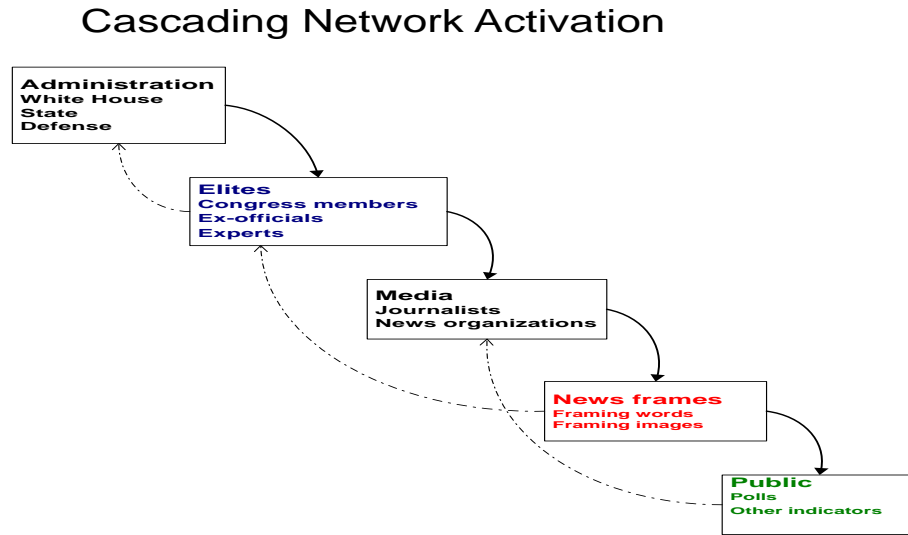 Cascading Network Activation
Administration
White House
State
Defense
Elites
Congress members
Ex-officials
Experts
Media
Journalists
News organizations
News frames
Framing words
Framing images
Public
Polls
Other indicators